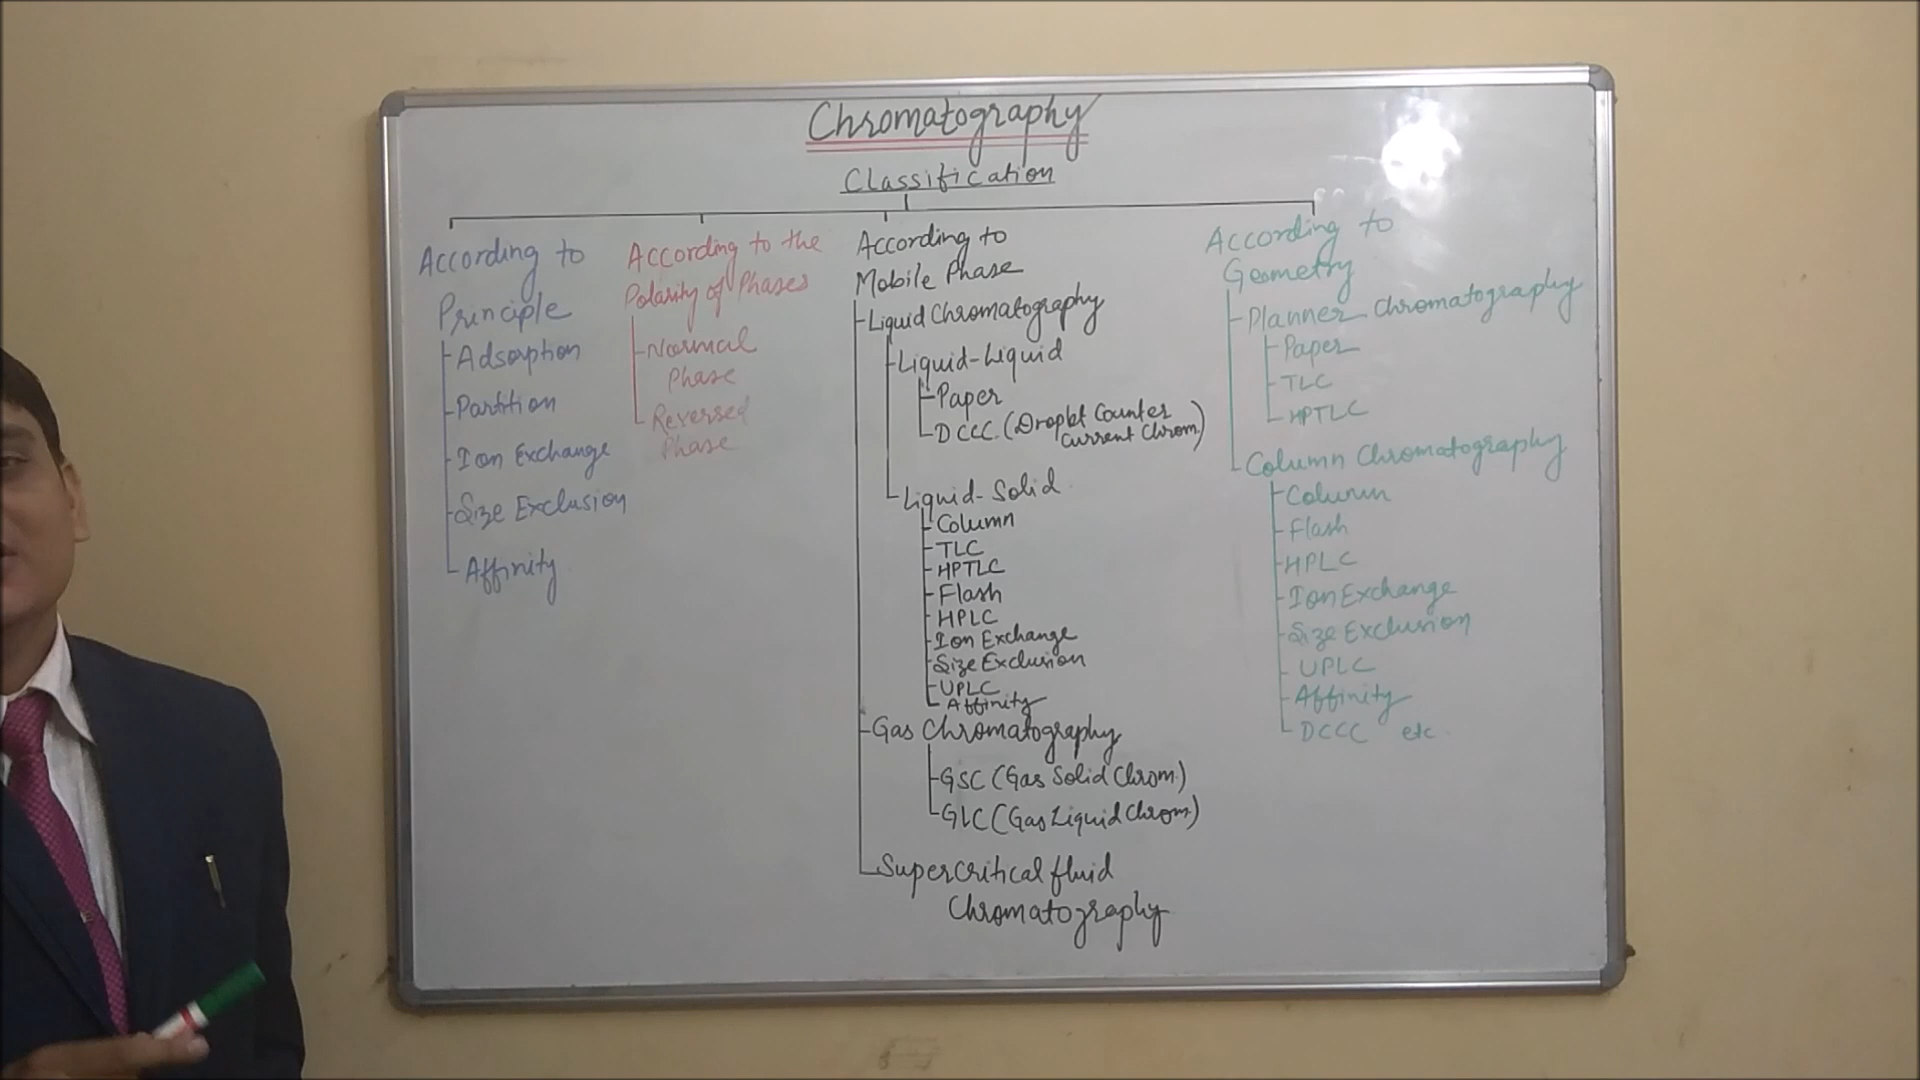 Chromatography
Classification
According to
Principle
Adsorption
Partition
Ion Exchange
Size Exclusion
Affinity
According to the
Polarity of Phases
Normal
Phase
Reversed
Phase
According to
Mobile Phase
Liquid Chromatography
Liquid-Liquid
Paper
DCCC (Droplet Counter
current Chrom.)
Liquid-Solid
Column
TLC
HPTLC
Flash
HPLC
Ion Exchange
Size Exclusion
UPLC
Affinity
Gas Chromatography
GSC (Gas Solid Chrom.)
GLC (Gas Liquid Chrom.)
Supercritical fluid
Chromatography
According to
Geometry
Planner Chromatography
Paper
TLC
HPTLC
Column Chromatography
Column
Flash
HPLC
Ion Exchange
Size Exclusion
UPLC
Affinity
DCCC etc.